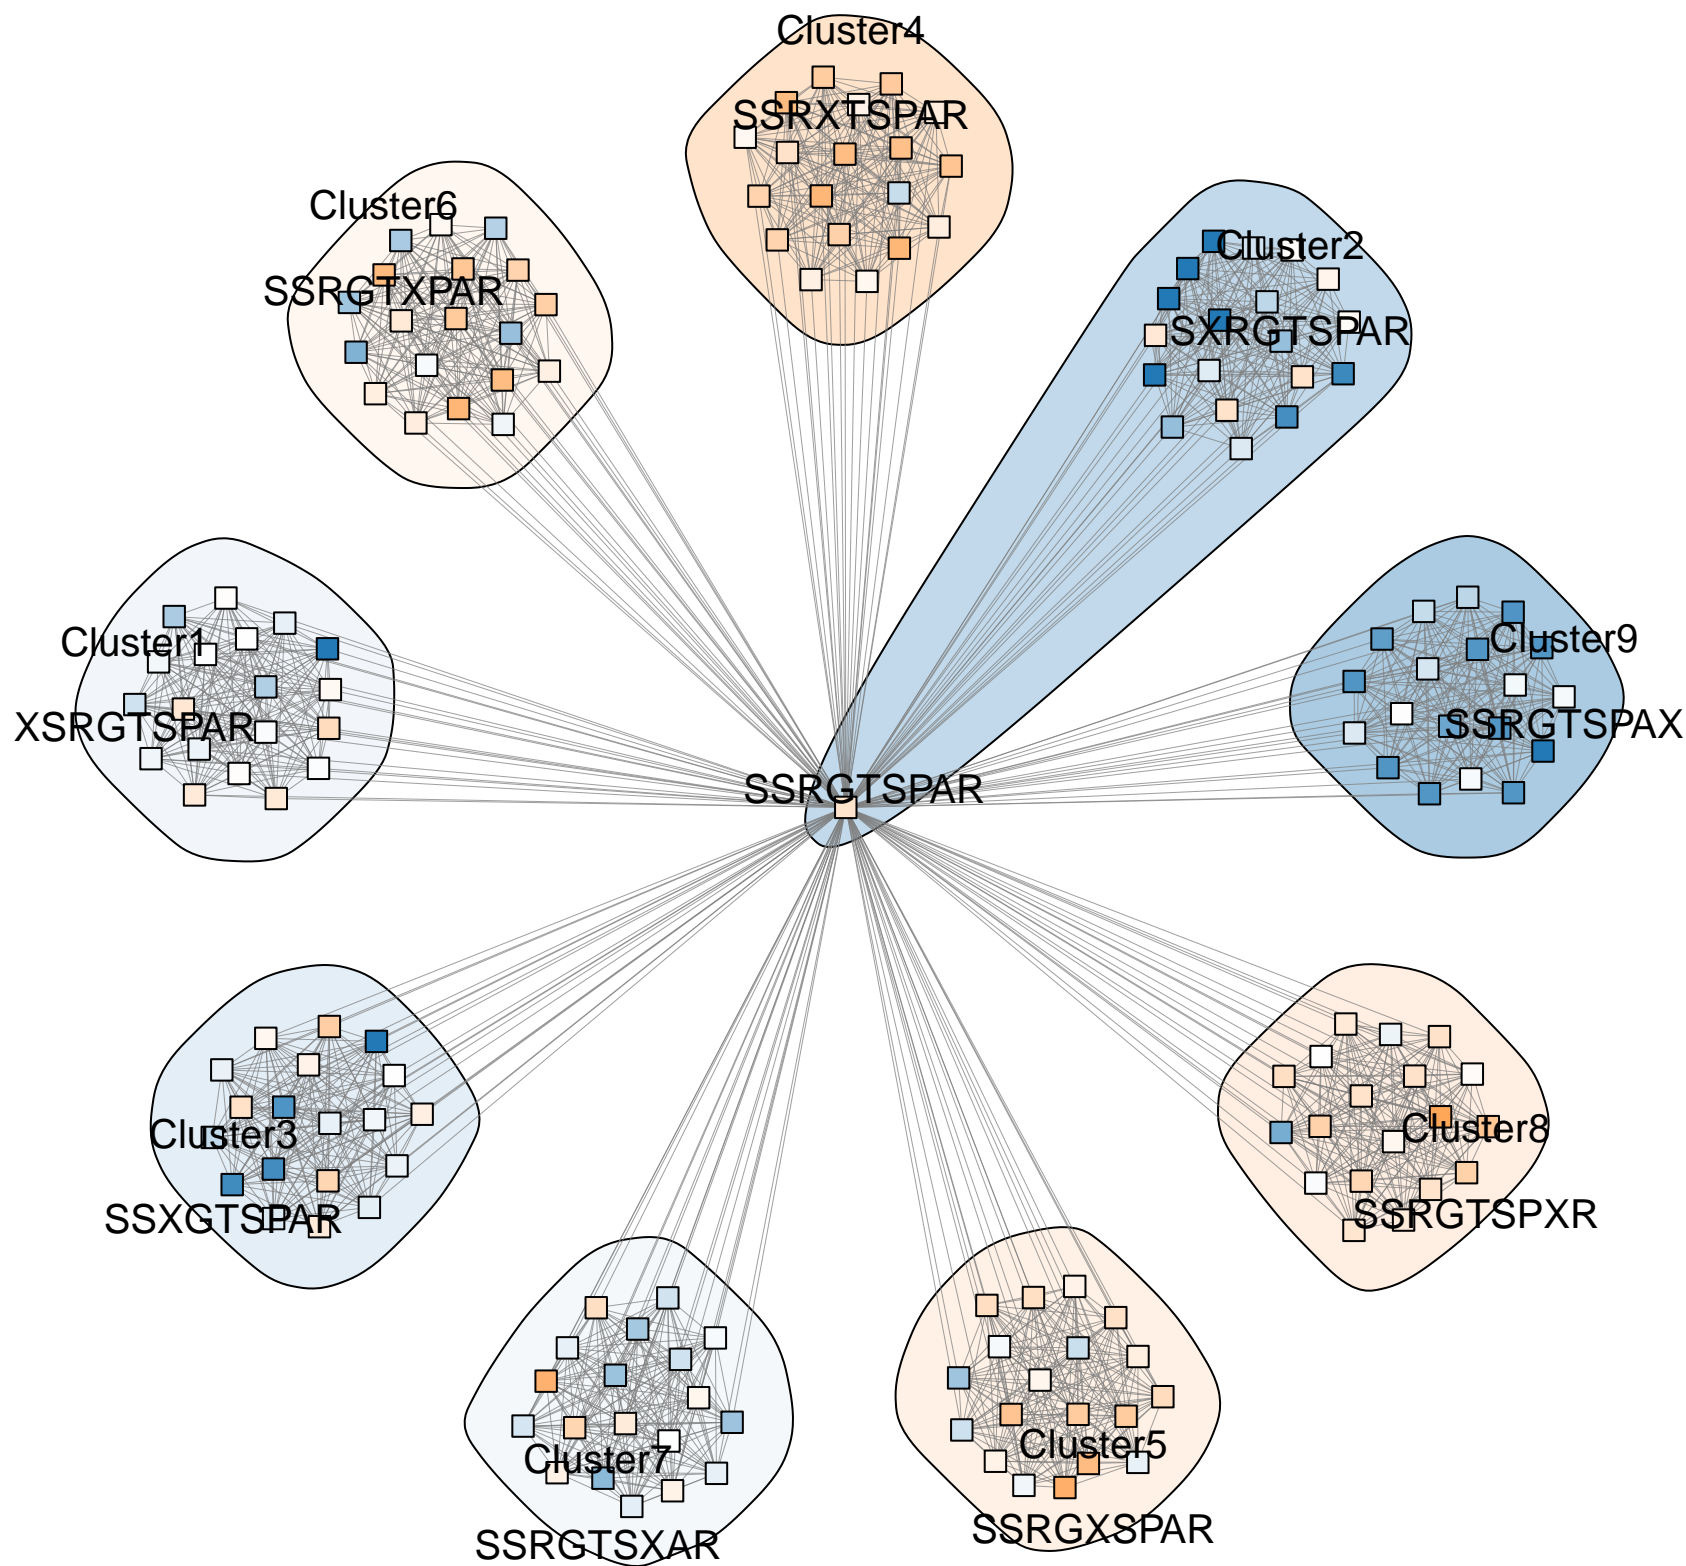 Cluster4
SSRXTSPAR
Cluster6
SSRGTXPAR
Cluster2
SXRGTSPAR
Cluster1
XSRGTSPAR
Cluster9
SSRGTSPAX
SSRGTSPAR
Cluster3
SSXGTSPAR
Cluster8
SSRGTSPXR
Cluster7
SSRGTSXAR
Cluster5
SSRGXSPAR